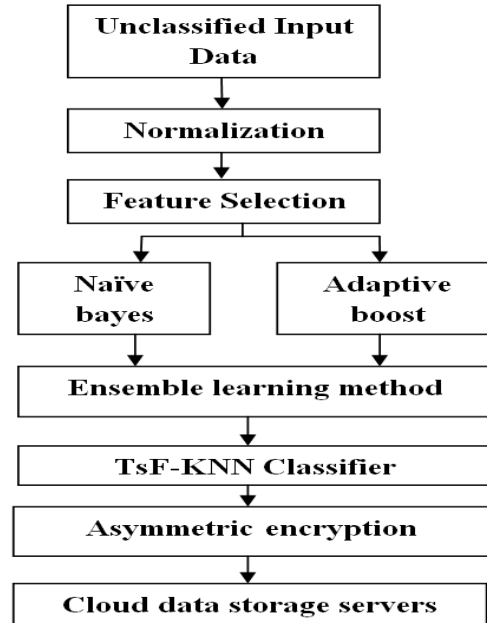 Unclassified Input
Data
Normalization
Feature Selection
Naïve
bayes
Adaptive
boost
Ensemble learning method
TsF-KNN Classifier
Asymmetric encryption
Cloud data storage servers